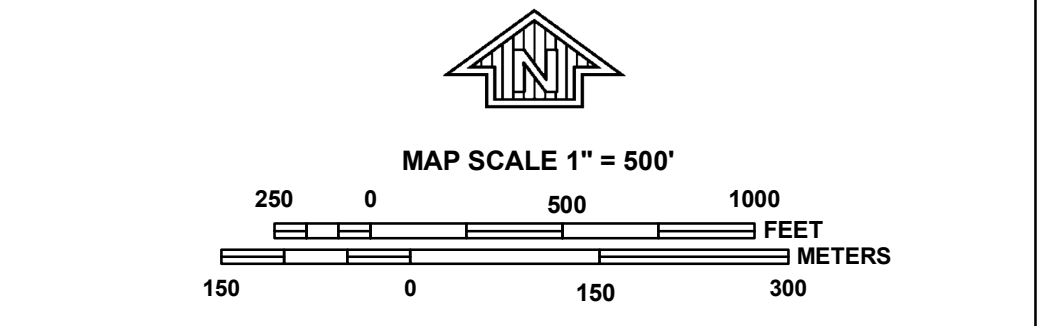 N
MAP SCALE 1" = 500'
250 0 500 1000
FEET
METERS
150 0 150 300